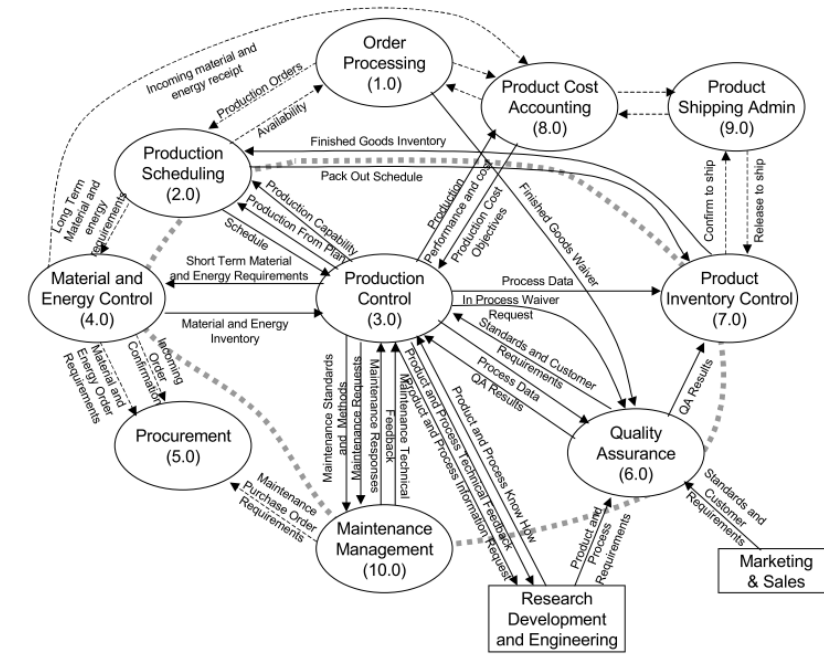 Order
Processing
(1.0)
Incoming material and
energy receipt
Production Orders
Availability
Product Cost
Accounting
(8.0)
Product
Shipping Admin
(9.0)
Production
Scheduling
(2.0)
Finished Goods Inventory
Pack Out Schedule
Long Term
Material and
energy
requirements
Production Capability
Production From Plan
Schedule
Production
Performance and cost
Production Cost
Objectives
Finished Goods Waiver
Confirm to ship
Release to ship
Material and
Energy Control
(4.0)
Short Term Material
and Energy Requirements
Material and Energy
Inventory
Production
Control
(3.0)
Process Data
In Process Waiver
Request
Product
Inventory Control
(7.0)
Standards and Customer
Requirements
Process Data
QA Results
QA Results
Incoming
Order
Confirmation
Material and
Energy Order
Requirements
Procurement
(5.0)
Maintenance Standards
and Methods
Maintenance Requests
Maintenance Responses
Maintenance Technical
Feedback
Product and Process Technical Feedback
Product and Process Information Request
Product and Process Know How
Quality
Assurance
(6.0)
Maintenance
Purchase Order
Requirements
Maintenance
Management
(10.0)
Product and
Process
Requirements
Standards and
Customer
Requirements
Marketing
& Sales
Research
Development
and Engineering